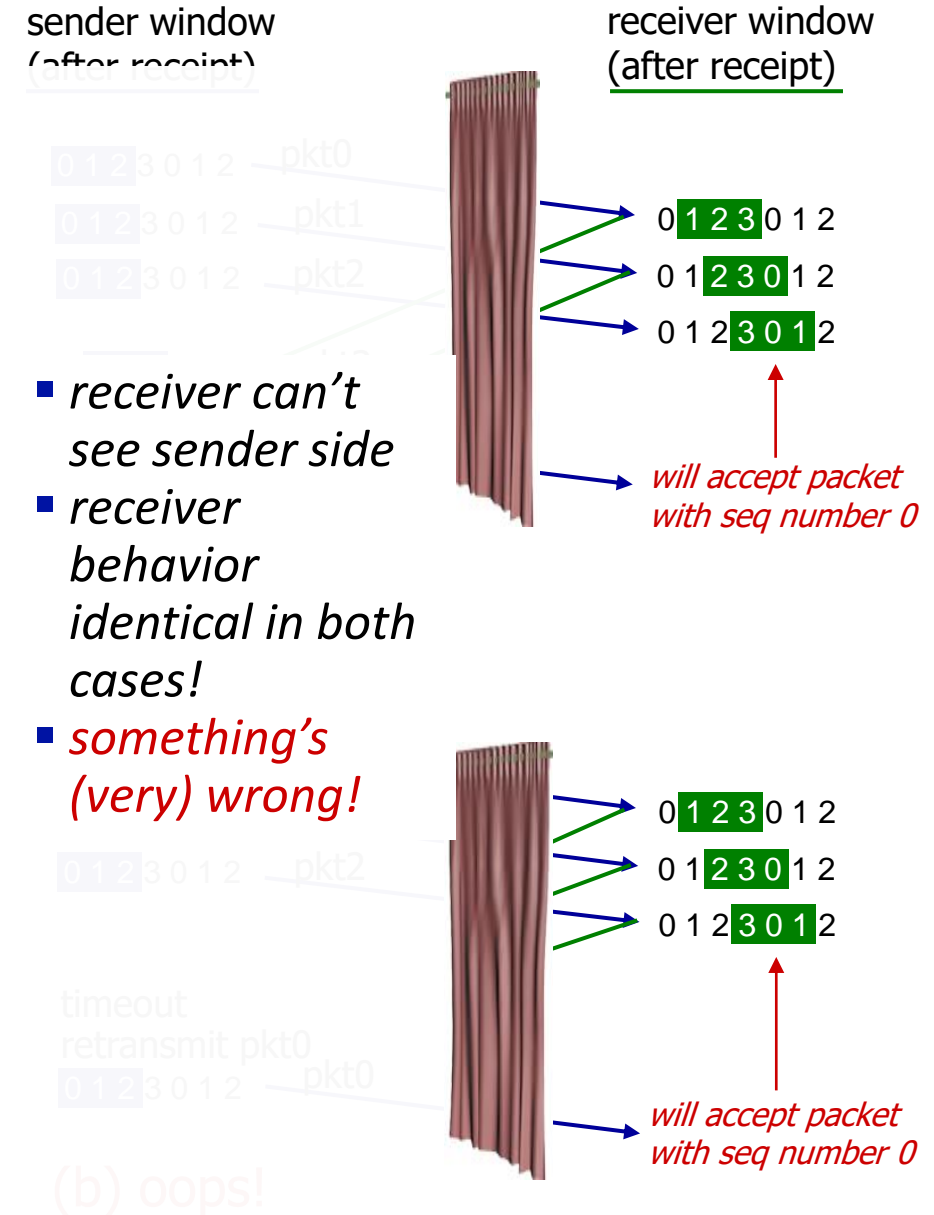 sender window
(after receipt)
receiver window
(after receipt)
0 1 2 3 0 1 2
pkt0
0 1 2 3 0 1 2
0 1 2 3 0 1 2
pkt1
0 1 2 3 0 1 2
0 1 2 3 0 1 2
pkt2
0 1 2 3 0 1 2
will accept packet
with seq number 0
receiver can't
see sender side
receiver
behavior
identical in both
cases!
something's
(very) wrong!
0 1 2 3 0 1 2
0 1 2 3 0 1 2
pkt2
0 1 2 3 0 1 2
0 1 2 3 0 1 2
timeout
retransmit pkt0
0 1 2 3 0 1 2
pkt0
will accept packet
with seq number 0
(b) oops!